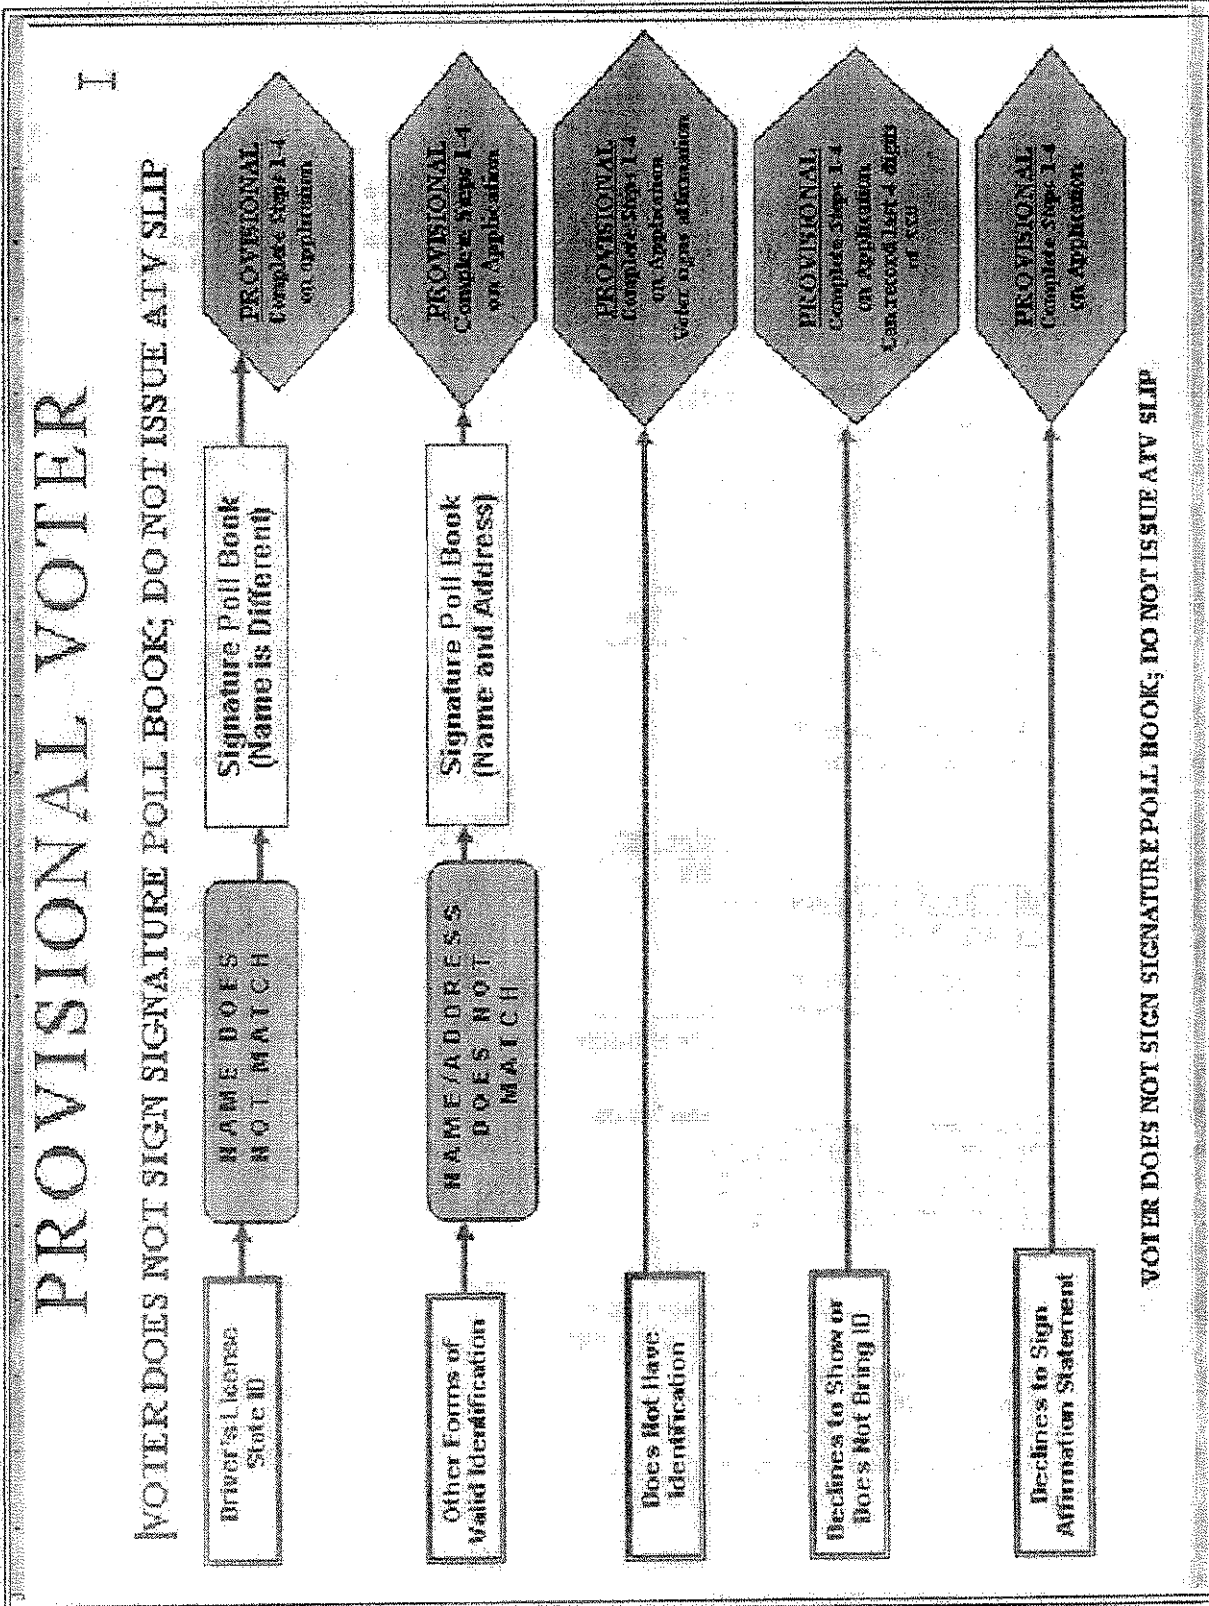 PROVISIONAL VOTER
I
VOTER DOES NOT SIGN SIGNATURE POLL BOOK; DO NOT ISSUE ATV SLIP
Driver's License
State ID
NAME DOES
NOT MATCH
Signature Poll Book
(Name is Different)
PROVISIONAL
Complete Steps 1-4
on Application
Other Forms of
Valid Identification
NAME/ADDRESS
DOES NOT
MATCH
Signature Poll Book
(Name and Address)
PROVISIONAL
Complete Steps 1-4
on Application
Does Not Have
Identification
PROVISIONAL
Complete Steps 1-4
on Application
Voter signs affirmation
Declines to Show or
Does Not Bring ID
PROVISIONAL
Complete Steps 1-4
on Application
Can record last 4 digits
of SSN
Declines to Sign
Affirmation Statement
PROVISIONAL
Complete Steps 1-4
on Application
VOTER DOES NOT SIGN SIGNATURE POLL BOOK; DO NOT ISSUE ATV SLIP